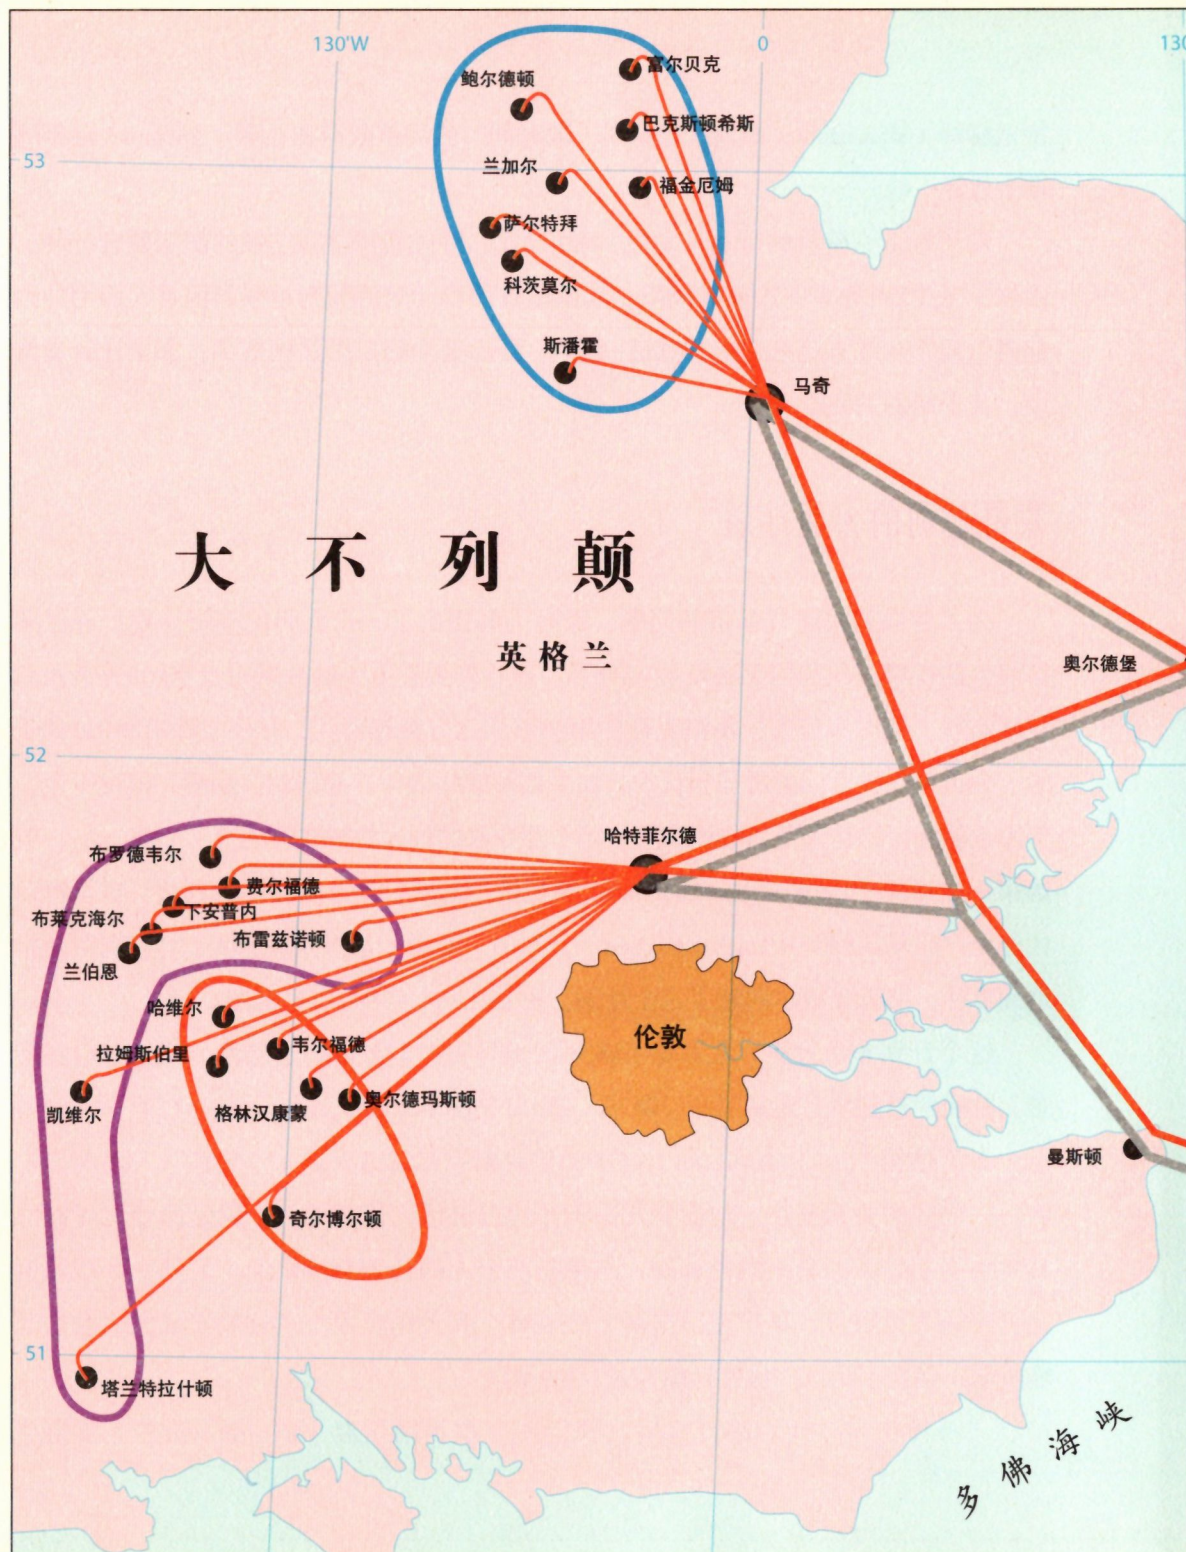 130'W
0
130
富尔贝克
鲍尔德顿
巴克斯顿希斯
53
兰加尔
福金厄姆
萨尔特拜
科茨莫尔
斯潘霍
马奇
大不列颠
英格兰
奥尔德堡
52
哈特菲尔德
布罗德韦尔
费尔福德
下安普内
布莱克海尔
布雷兹诺顿
兰伯恩
哈维尔
伦敦
韦尔福德
拉姆斯伯里
奥尔德玛斯顿
格林汉康蒙
凯维尔
曼斯顿
奇尔博尔顿
51
塔兰特拉什顿
多佛海峡